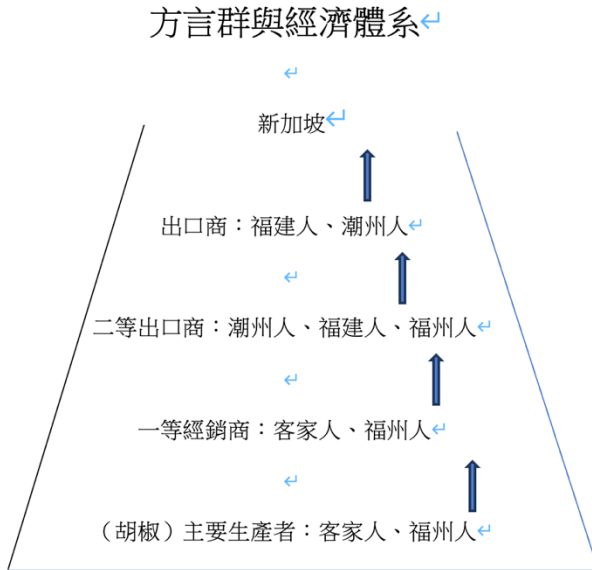 方言群與經濟體系
新加坡
出口商：福建人、潮州人
二等出口商：潮州人、福建人、福州人
一等經銷商：客家人、福州人
（胡椒）主要生產者：客家人、福州人